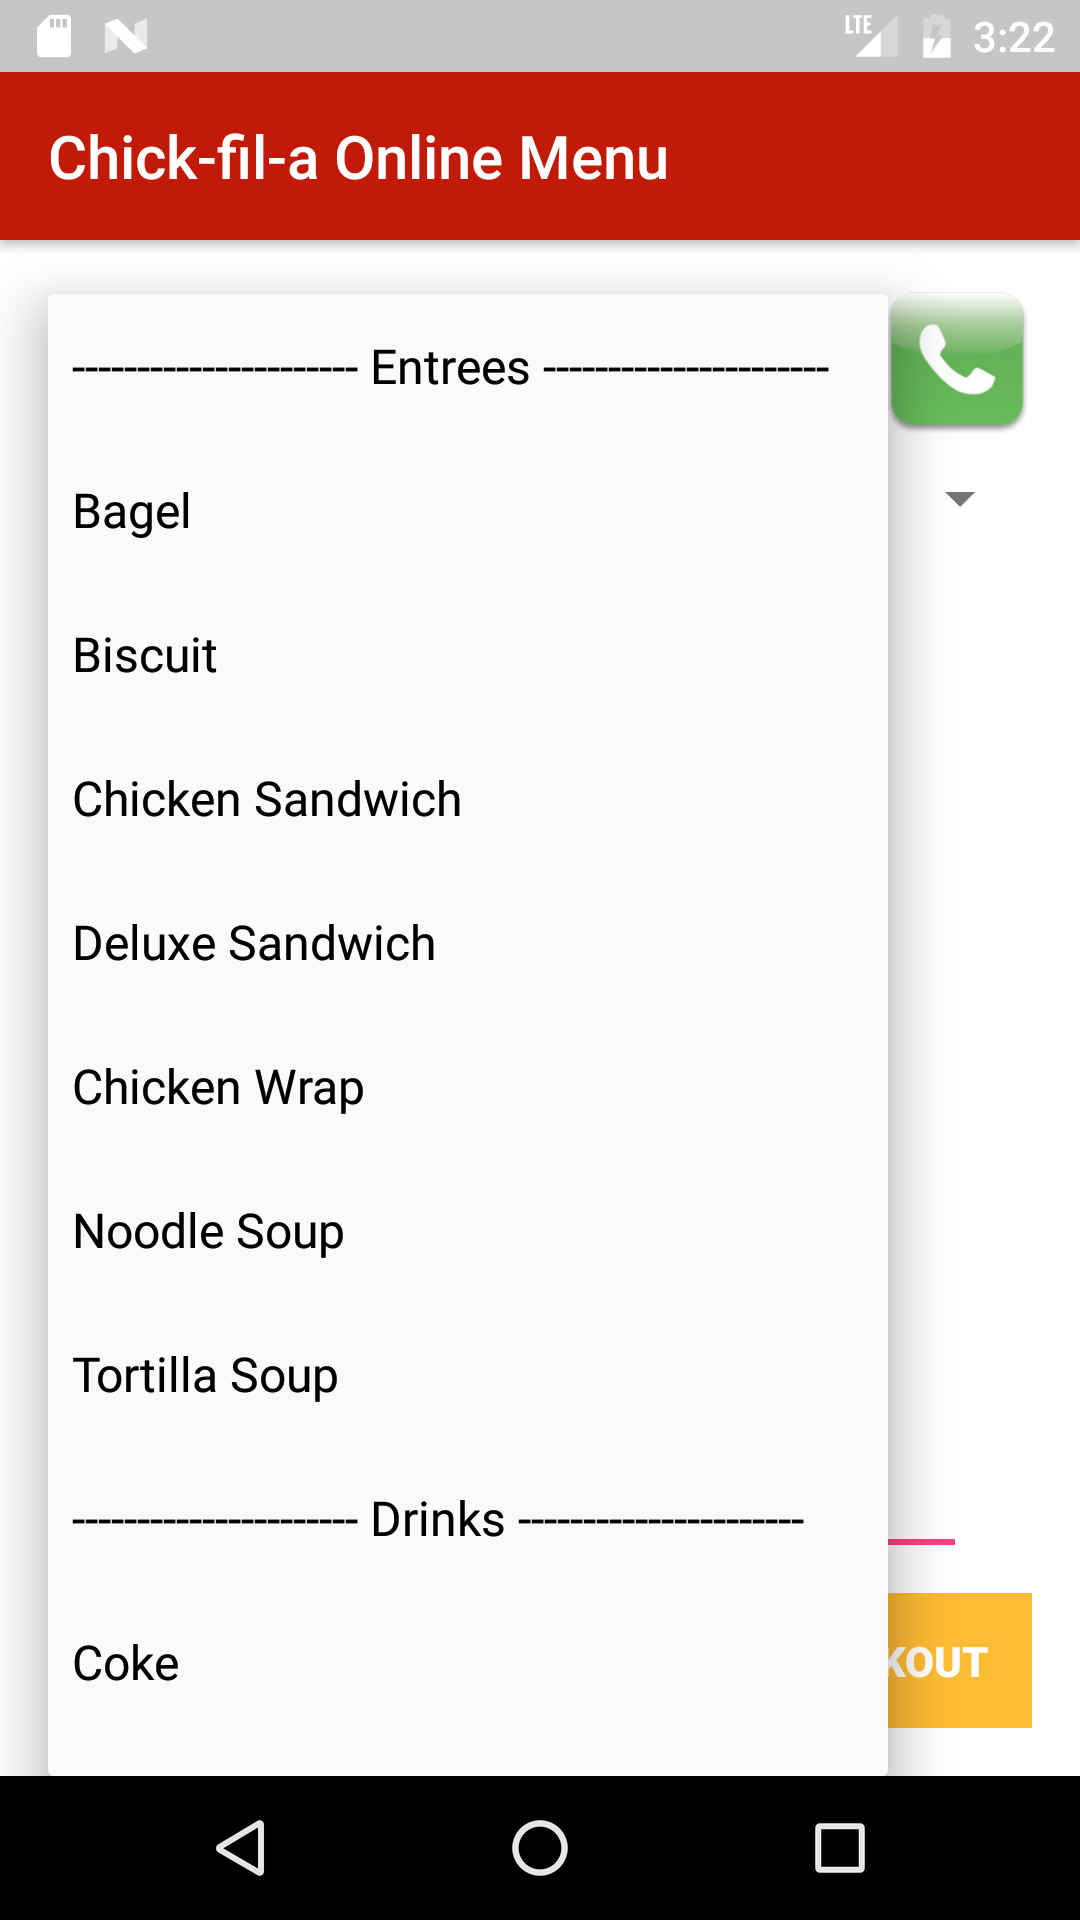 LTE 3:22
Chick-fil-a Online Menu
---------------------- Entrees ----------------------
Bagel
Biscuit
Chicken Sandwich
Deluxe Sandwich
Chicken Wrap
Noodle Soup
Tortilla Soup
---------------------- Drinks ----------------------
Coke
KOUT